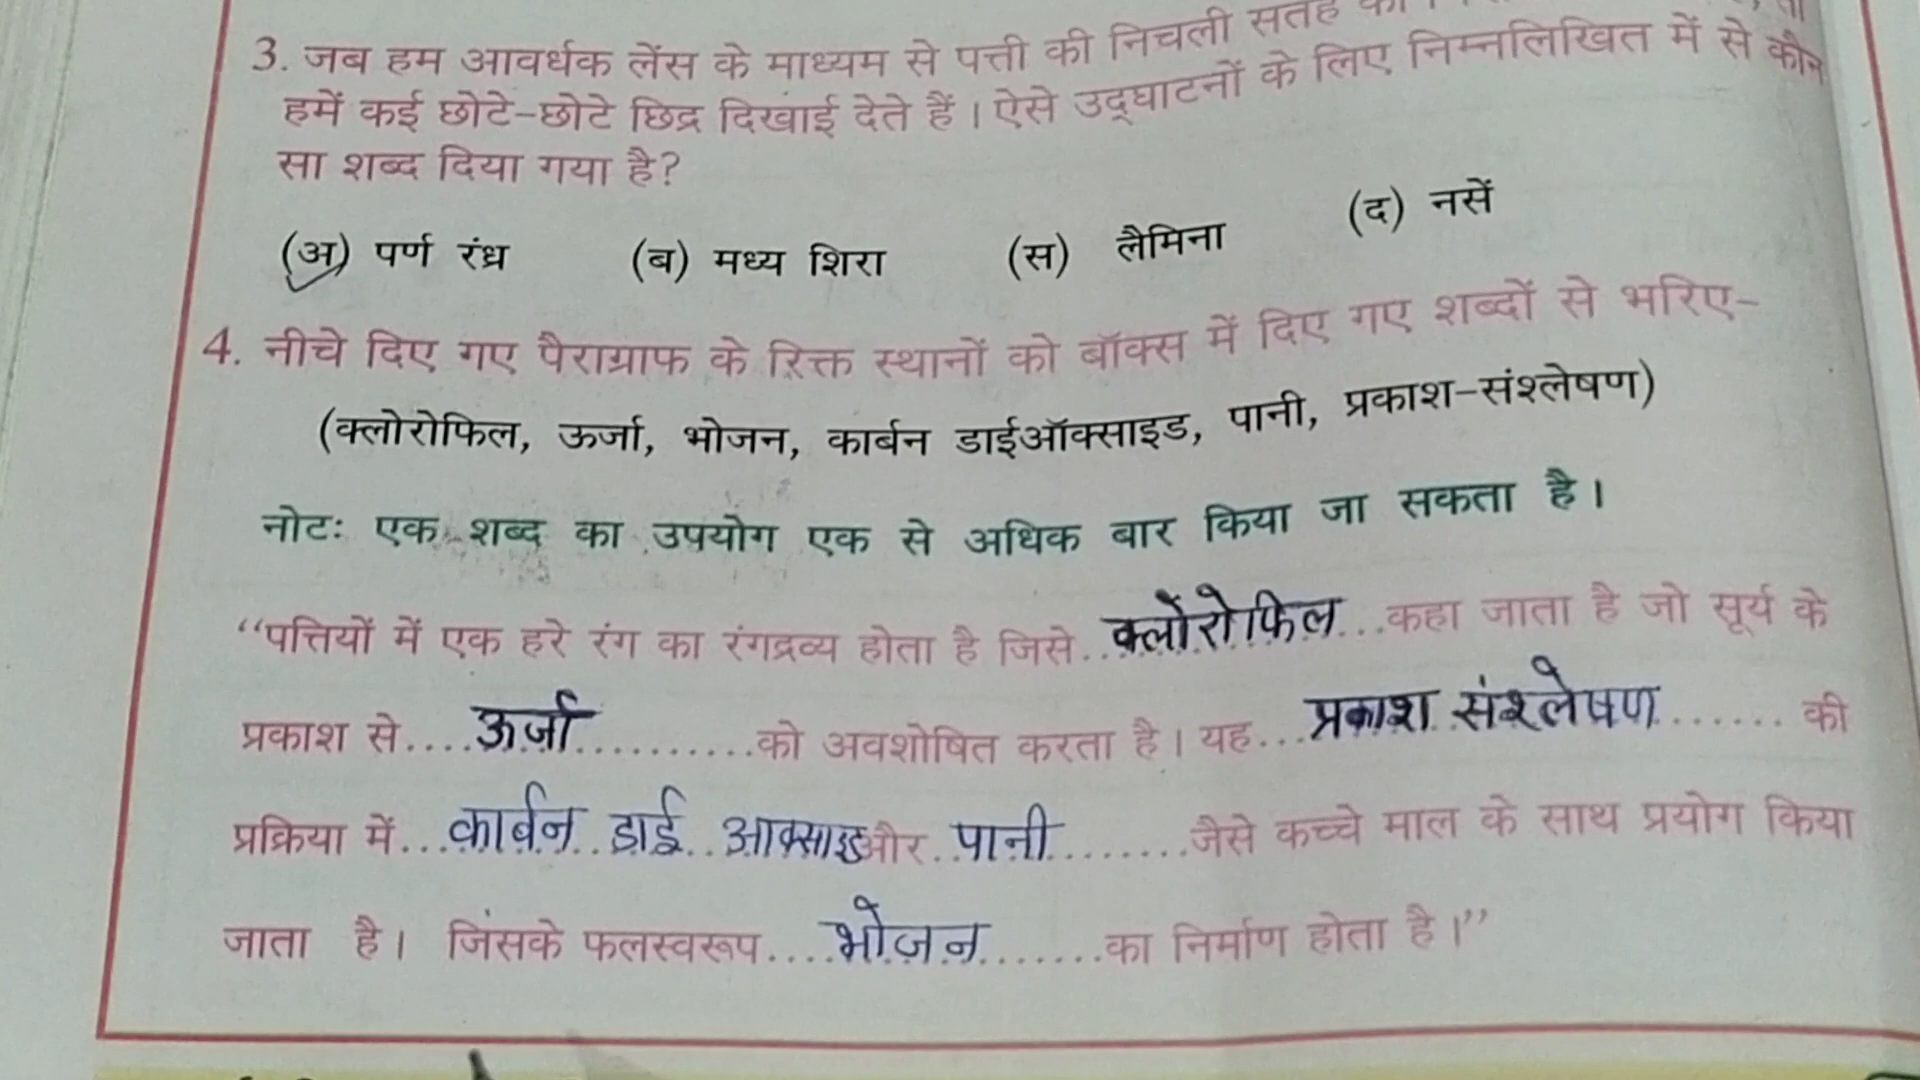 3. जब हम आवर्धक लेंस के माध्यम से पत्ती की निचली सतह
हमें कई छोटे-छोटे छिद्र दिखाई देते हैं। ऐसे उद्घाटनों के लिए निम्नलिखित में से कौन
सा शब्द दिया गया है?
(अ) पर्ण रंध्र (ब) मध्य शिरा (स) लैमिना (द) नसें
4. नीचे दिए गए पैराग्राफ के रिक्त स्थानों को बॉक्स में दिए गए शब्दों से भरिए-
(क्लोरोफिल, ऊर्जा, भोजन, कार्बन डाईऑक्साइड, पानी, प्रकाश-संश्लेषण)
नोटः एक शब्द का उपयोग एक से अधिक बार किया जा सकता है।
“पत्तियों में एक हरे रंग का रंगद्रव्य होता है जिसे..क्लोरोफिल...कहा जाता है जो सूर्य के
प्रकाश से....ऊर्जा..........को अवशोषित करता है। यह...प्रकाश संश्लेषण....... की
प्रक्रिया में...कार्बन डाई आक्साइड और..पानी........जैसे कच्चे माल के साथ प्रयोग किया
जाता है। जिसके फलस्वरूप....भोजन.......का निर्माण होता है।”